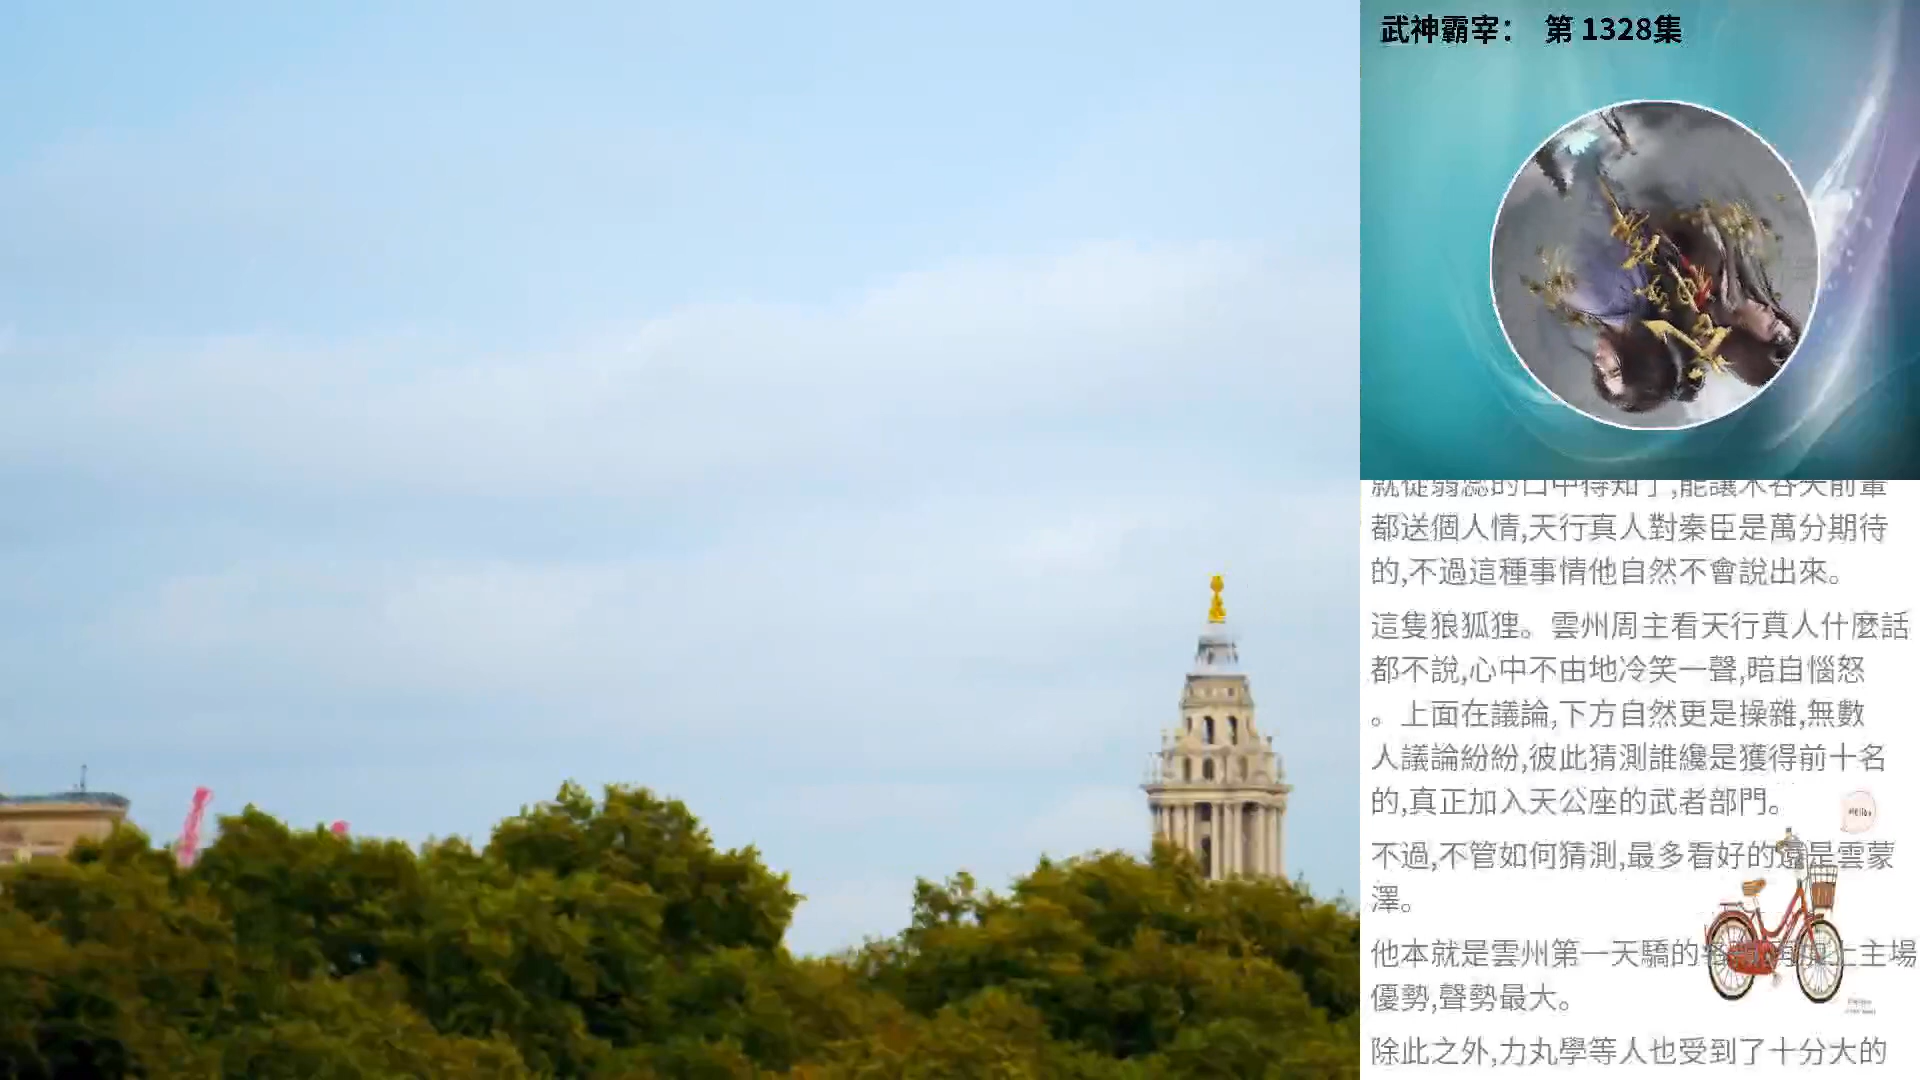 武神霸宰： 第 1328集
都送個人情,天行真人對秦臣是萬分期待
的,不過這種事情他自然不會說出來。
這隻狼狐狸。雲州周主看天行真人什麼話
都不說,心中不由地冷笑一聲,暗自惱怒
。上面在議論,下方自然更是操雜,無數
人議論紛紛,彼此猜測誰纔是獲得前十名
的,真正加入天公座的武者部門。
不過,不管如何猜測,最多看好的還是雲蒙
澤。
他本就是雲州第一天驕的 上主場
優勢,聲勢最大。
除此之外,力丸學等人也受到了十分大的